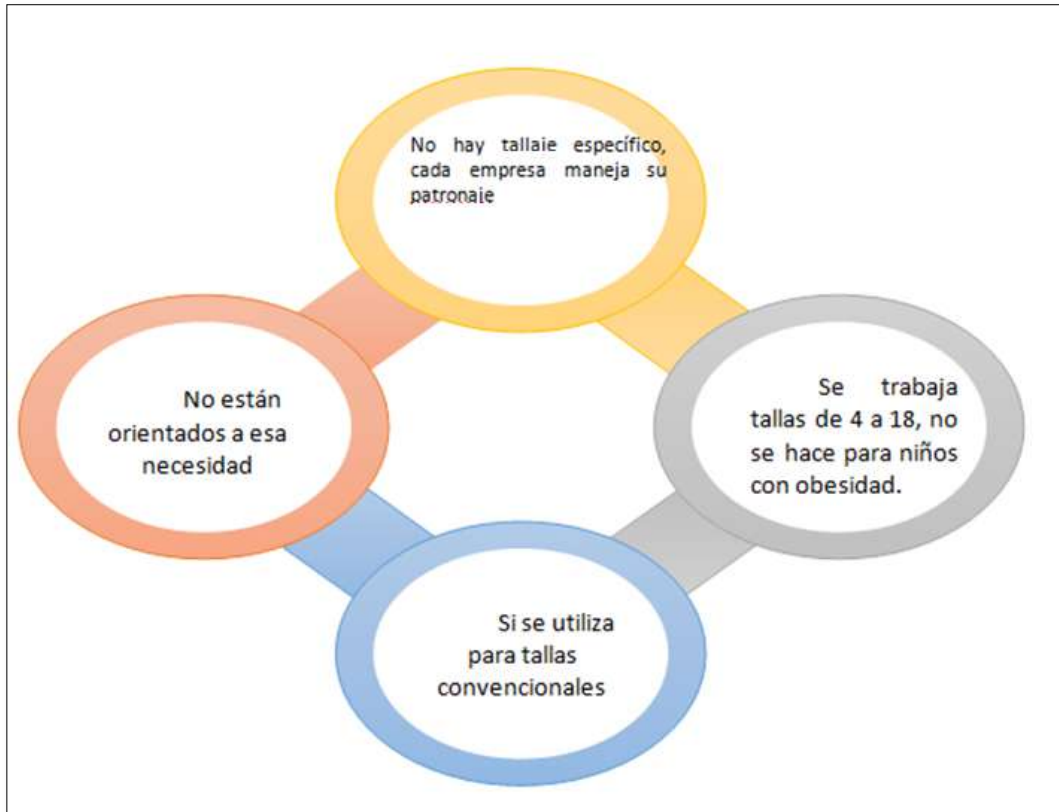 No hay tallaie específico,
cada empresa maneja su
patronaje
No están
orientados a esa
necesidad
Se trabaja
tallas de 4 a 18, no
se hace para niños
con obesidad.
Si se utiliza
para tallas
convencionales